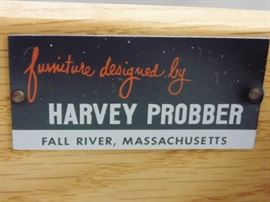 furniture designed by
HARVEY PROBBER
FALL RIVER, MASSACHUSETTS